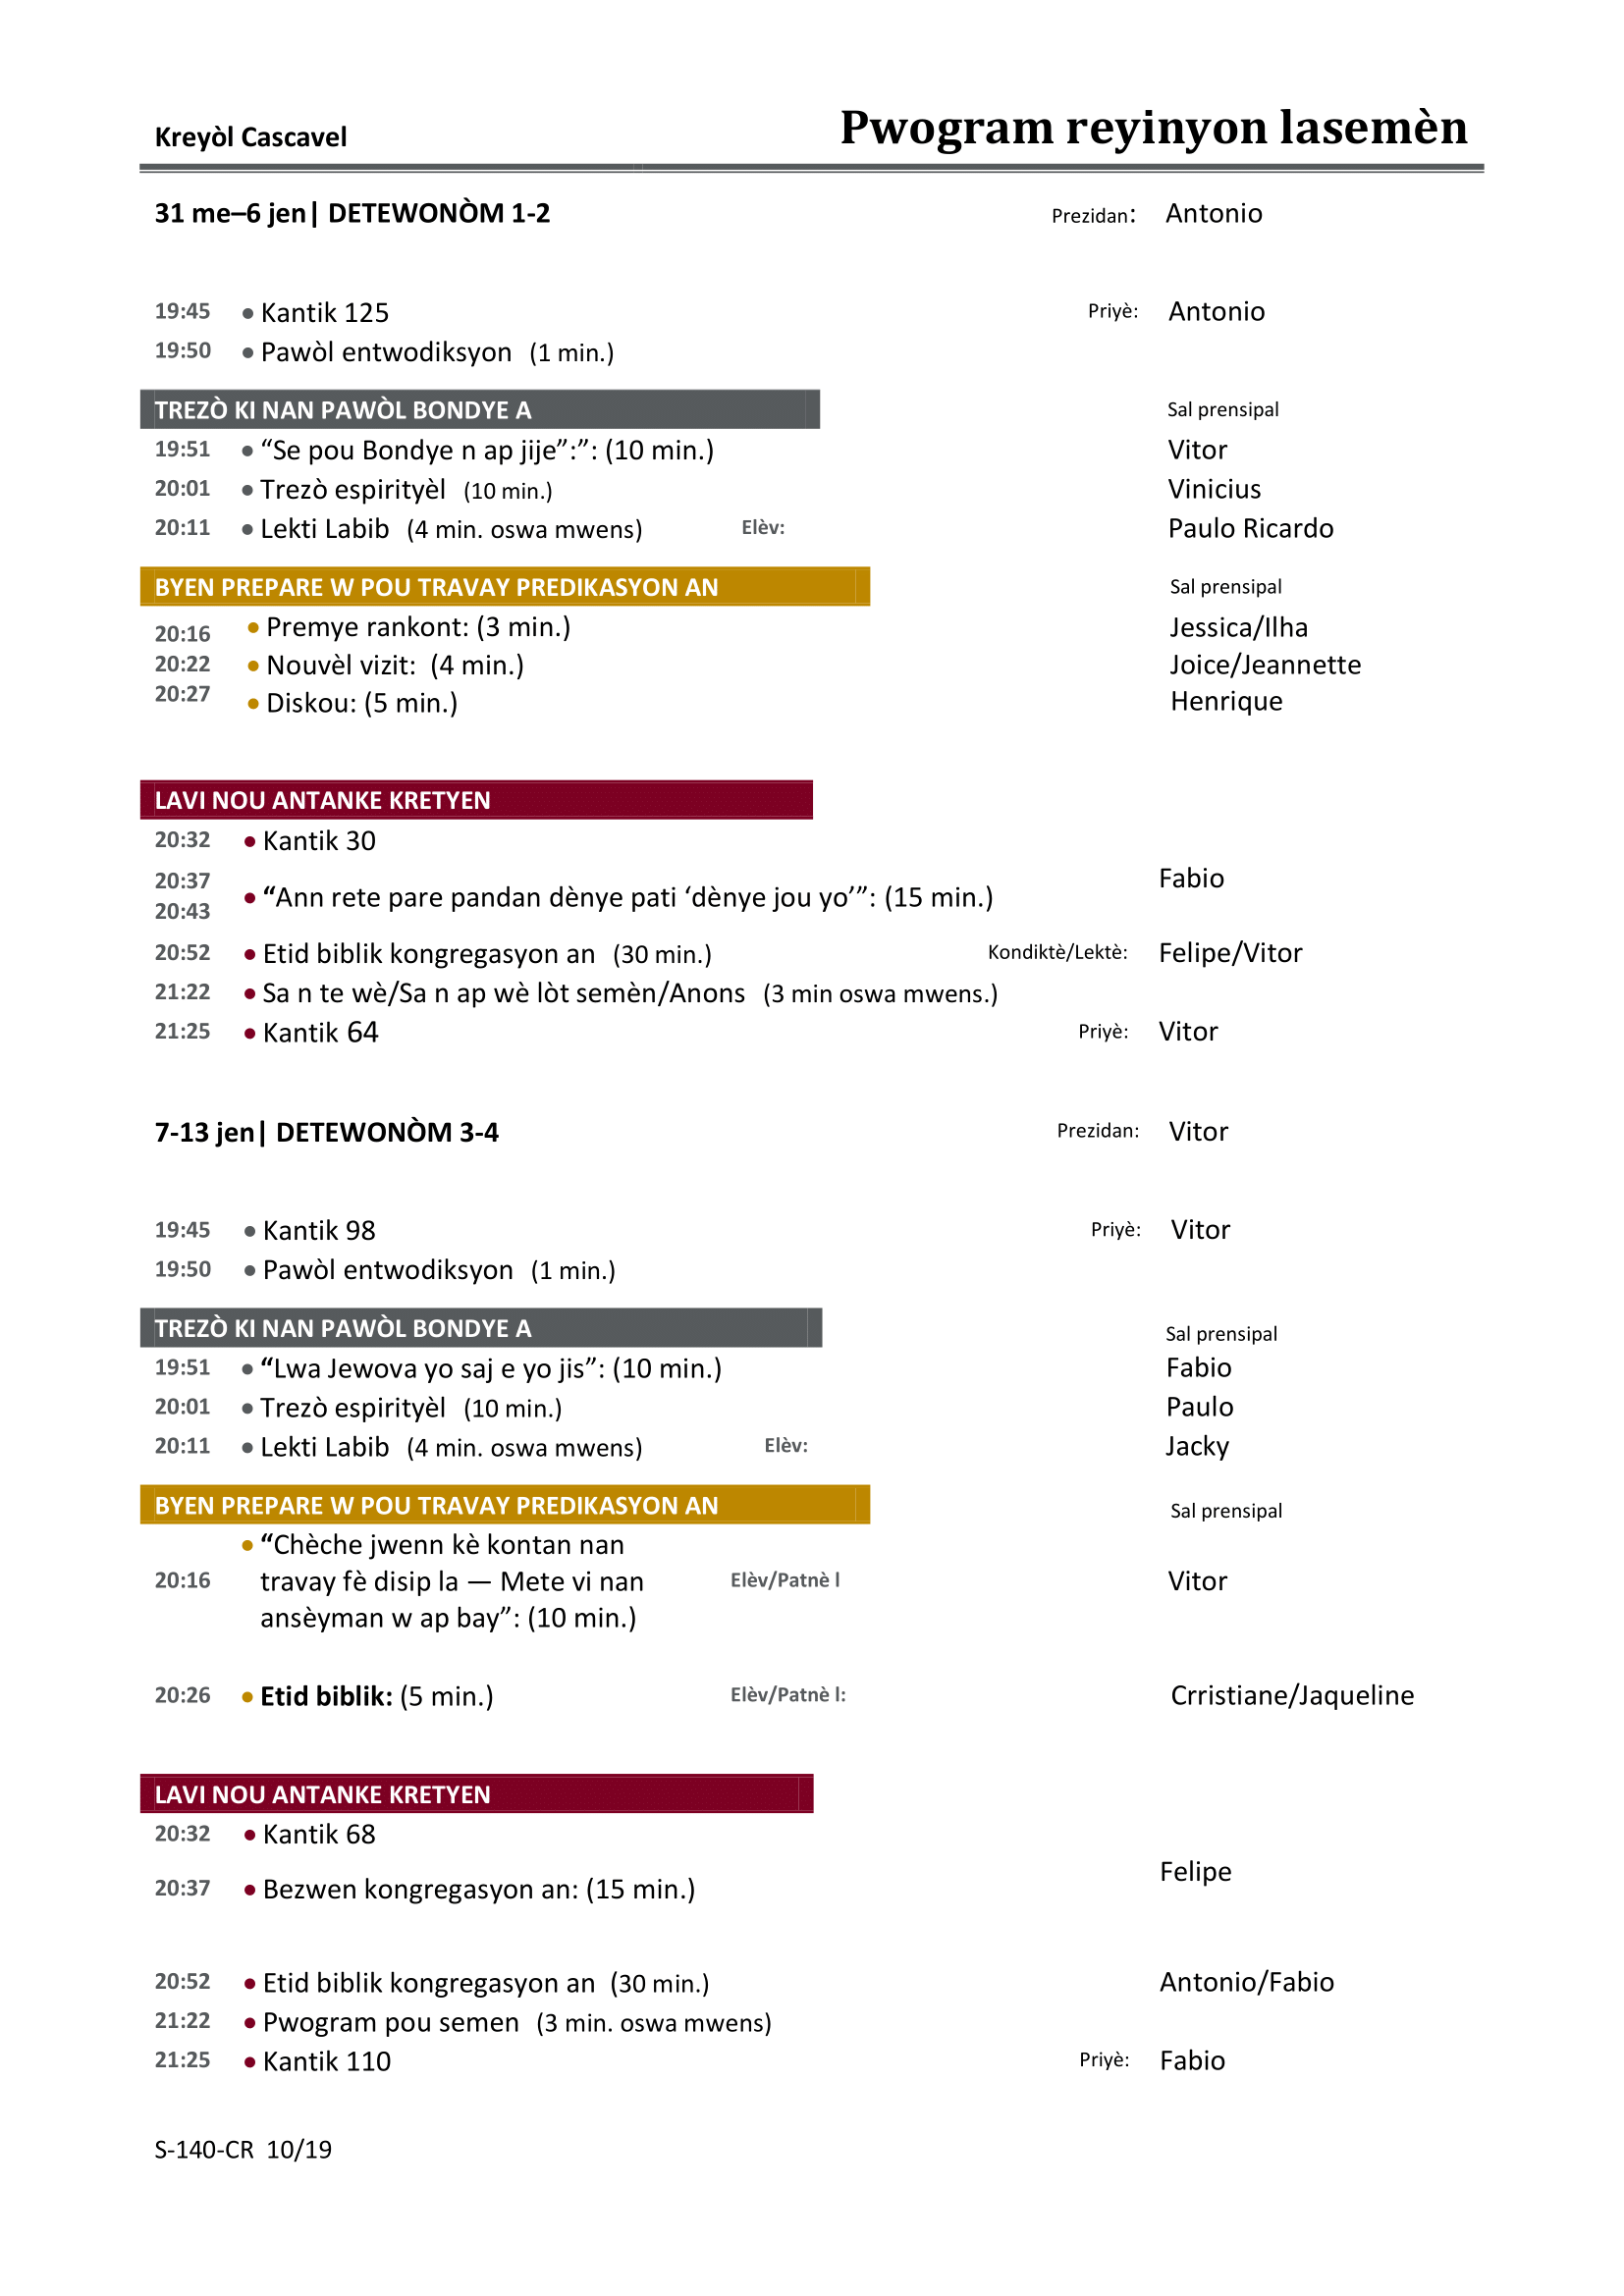 Kreyòl Cascavel Pwogram reyinyon lasemèn
31 me–6 jen| DETEWONÒM 1-2 Prezidan: Antonio
19:45 • Kantik 125 Priyè: Antonio
19:50 • Pawòl entwodiksyon (1 min.)
TREZÒ KI NAN PAWÒL BONDYE A Sal prensipal
19:51 • “Se pou Bondye n ap jije”:”: (10 min.) Vitor
20:01 • Trezò espirityèl (10 min.) Vinicius
20:11 • Lekti Labib (4 min. oswa mwens) Elèv: Paulo Ricardo
BYEN PREPARE W POU TRAVAY PREDIKASYON AN Sal prensipal
20:16 • Premye rankont: (3 min.) Jessica/Ilha
20:22 • Nouvèl vizit: (4 min.) Joice/Jeannette
20:27 • Diskou: (5 min.) Henrique
LAVI NOU ANTANKE KRETYEN
20:32 • Kantik 30
20:37 Fabio
20:43 • “Ann rete pare pandan dènye pati ‘dènye jou yo’”: (15 min.)
20:52 • Etid biblik kongregasyon an (30 min.) Kondiktè/Lektè: Felipe/Vitor
21:22 • Sa n te wè/Sa n ap wè lòt semèn/Anons (3 min oswa mwens.)
21:25 • Kantik 64 Priyè: Vitor
7-13 jen| DETEWONÒM 3-4 Prezidan: Vitor
19:45 • Kantik 98 Priyè: Vitor
19:50 • Pawòl entwodiksyon (1 min.)
TREZÒ KI NAN PAWÒL BONDYE A Sal prensipal
19:51 • “Lwa Jewova yo saj e yo jis”: (10 min.) Fabio
20:01 • Trezò espirityèl (10 min.) Paulo
20:11 • Lekti Labib (4 min. oswa mwens) Elèv: Jacky
BYEN PREPARE W POU TRAVAY PREDIKASYON AN Sal prensipal
• “Chèche jwenn kè kontan nan
20:16 travay fè disip la — Mete vi nan Elèv/Patnè l Vitor
ansèyman w ap bay”: (10 min.)
20:26 • Etid biblik: (5 min.) Elèv/Patnè l: Crristiane/Jaqueline
LAVI NOU ANTANKE KRETYEN
20:32 • Kantik 68
Felipe
20:37 • Bezwen kongregasyon an: (15 min.)
20:52 • Etid biblik kongregasyon an (30 min.) Antonio/Fabio
21:22 • Pwogram pou semen (3 min. oswa mwens)
21:25 • Kantik 110 Priyè: Fabio
S-140-CR 10/19